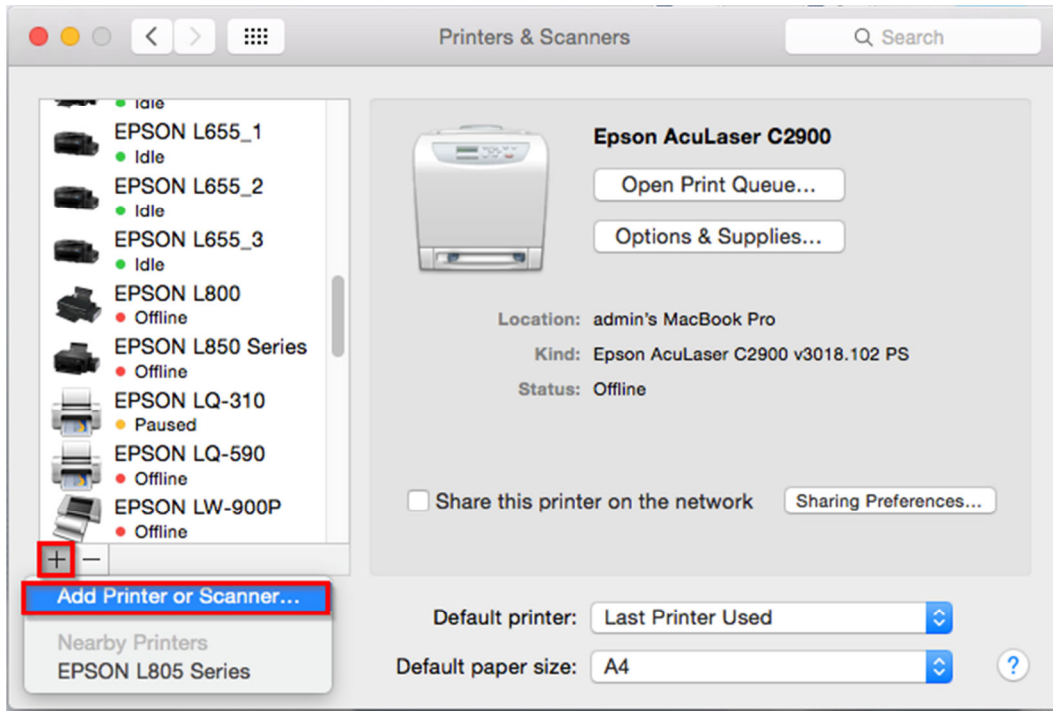 Printers & Scanners
Search
Idle
EPSON L655_1
Idle
EPSON L655_2
Idle
EPSON L655_3
Idle
EPSON L800
Offline
EPSON L850 Series
Offline
EPSON LQ-310
Paused
EPSON LQ-590
Offline
EPSON LW-900P
Offline
+ −
Add Printer or Scanner...
Nearby Printers
EPSON L805 Series
Epson AcuLaser C2900
Open Print Queue...
Options & Supplies...
Location: admin's MacBook Pro
Kind: Epson AcuLaser C2900 v3018.102 PS
Status: Offline
Share this printer on the network Sharing Preferences...
Default printer: Last Printer Used
Default paper size: A4
?